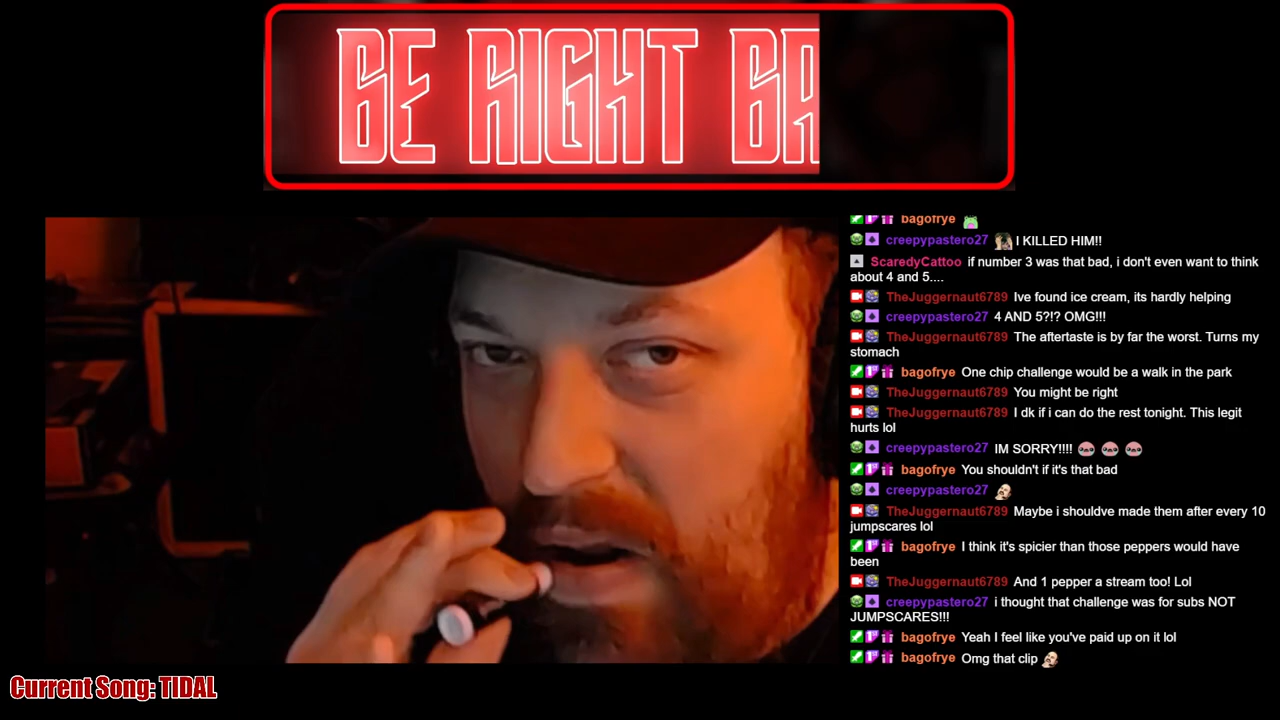 BE RIGHT BA
bagofrye
creepypastero27 I KILLED HIM!!
ScaredyCattoo if number 3 was that bad, i don't even want to think
about 4 and 5....
TheJuggernaut6789 Ive found ice cream, its hardly helping
creepypastero27 4 AND 5?!? OMG!!!
TheJuggernaut6789 The aftertaste is by far the worst. Turns my
stomach
bagofrye One chip challenge would be a walk in the park
TheJuggernaut6789 You might be right
TheJuggernaut6789 I dk if i can do the rest tonight. This legit
hurts lol
creepypastero27 IM SORRY!!!!
bagofrye You shouldn't if it's that bad
creepypastero27
TheJuggernaut6789 Maybe i shouldve made them after every 10
jumpscares lol
bagofrye I think it's spicier than those peppers would have
been
TheJuggernaut6789 And 1 pepper a stream too! Lol
creepypastero27 i thought that challenge was for subs NOT
JUMPSCARES!!!
bagofrye Yeah I feel like you've paid up on it lol
bagofrye Omg that clip
Current Song: TIDAL